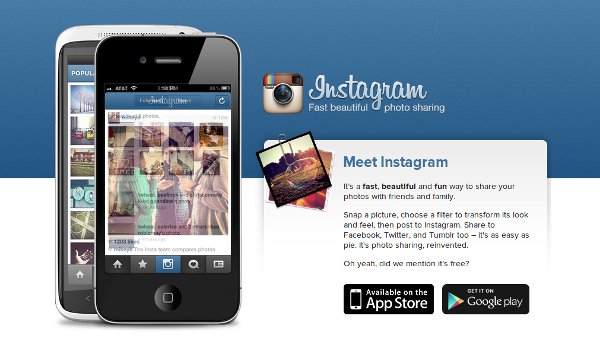 Instagram
Fast beautiful photo sharing
POPULA
AT&T
Meet Instagram
It's a fast, beautiful and fun way to share your
photos with friends and family.
Snap a picture, choose a filter to transform its look
and feel, then post to Instagram. Share to
Facebook, Twitter, and Tumblr too – it's as easy as
pie. It's photo sharing, reinvented.
Oh yeah, did we mention it's free?
Available on the
App Store
GET IT ON
Google play
1203 likes